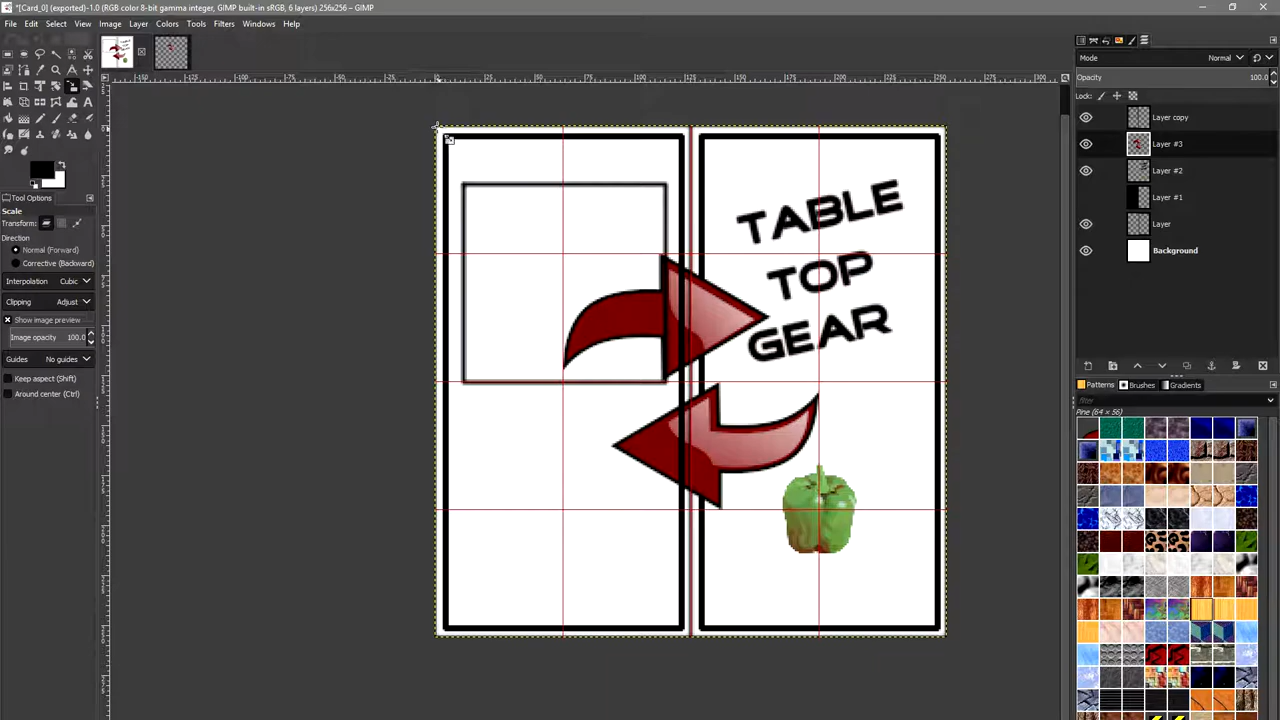 *[Card_0] (exported)-1.0 (RGB color 8-bit gamma integer, GIMP built-in sRGB, 6 layers) 256x256 – GIMP
File Edit Select View Image Layer Colors Tools Filters Windows Help
Mode Normal
Opacity 100.0
Lock:
Layer copy
Layer #3
Layer #2
Layer #1
Layer
Background
Tool Options
Scale
Transform:
Direction
Normal (Forward)
Corrective (Backward)
Interpolation Cubic
Clipping Adjust
Show image preview
Image opacity 100.0
Guides No guides
Keep aspect (Shift)
Around center (Ctrl)
TABLE
TOP
GEAR
Patterns Brushes Gradients
filter
Pine (64 × 56)